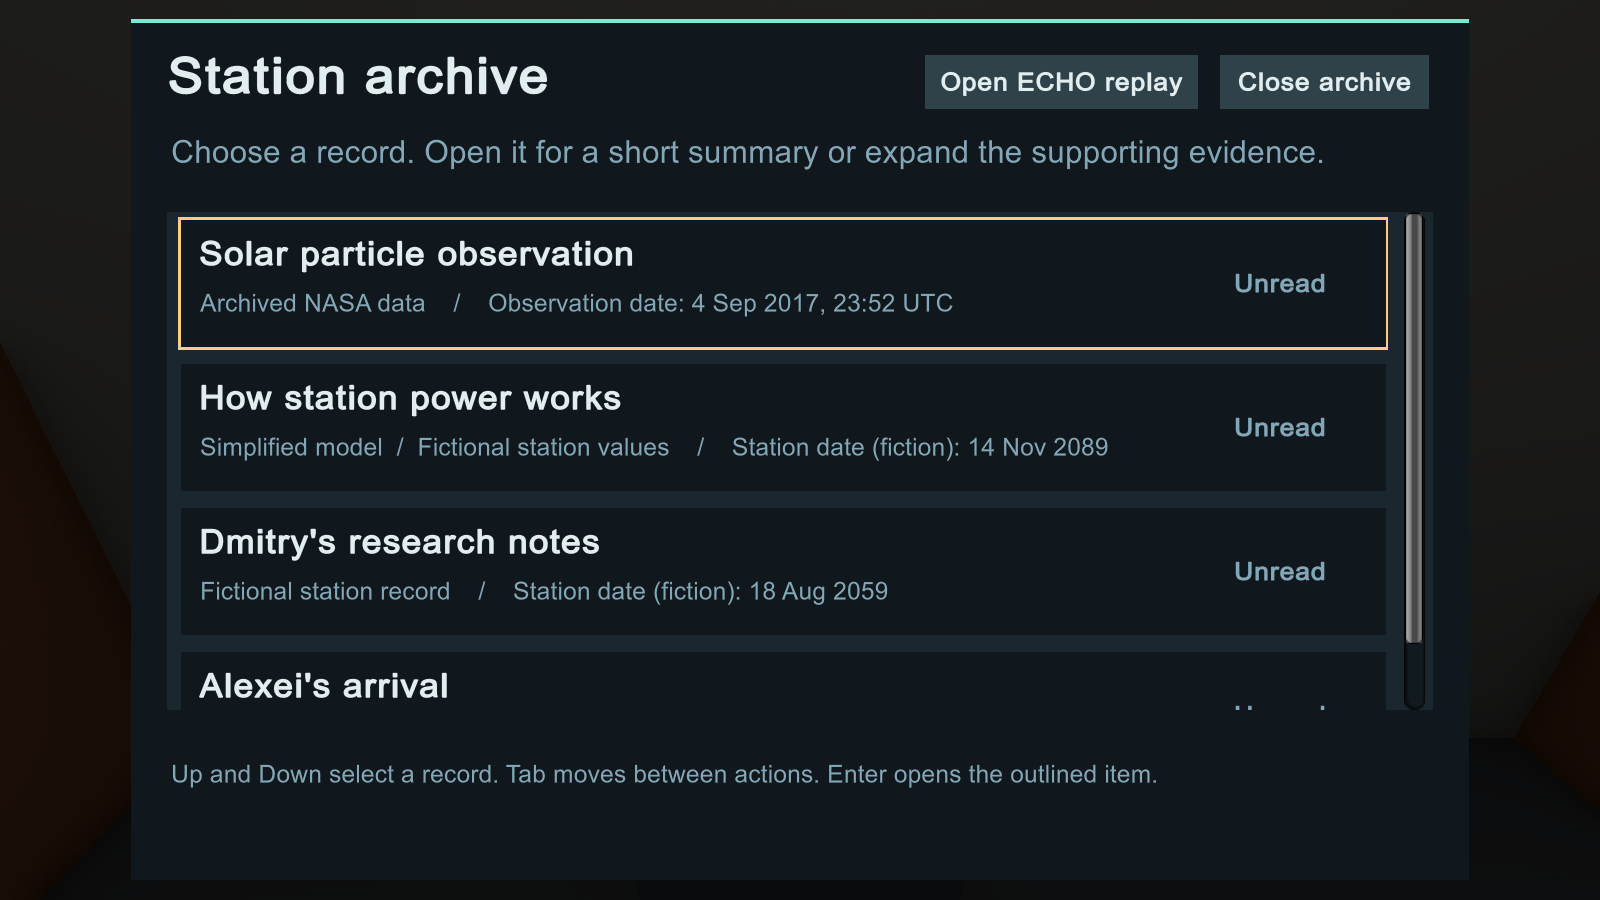 Station archive
Open ECHO replay
Close archive
Choose a record. Open it for a short summary or expand the supporting evidence.
Solar particle observation
Archived NASA data / Observation date: 4 Sep 2017, 23:52 UTC
Unread
How station power works
Simplified model / Fictional station values / Station date (fiction): 14 Nov 2089
Unread
Dmitry's research notes
Fictional station record / Station date (fiction): 18 Aug 2059
Unread
Alexei's arrival
Up and Down select a record. Tab moves between actions. Enter opens the outlined item.